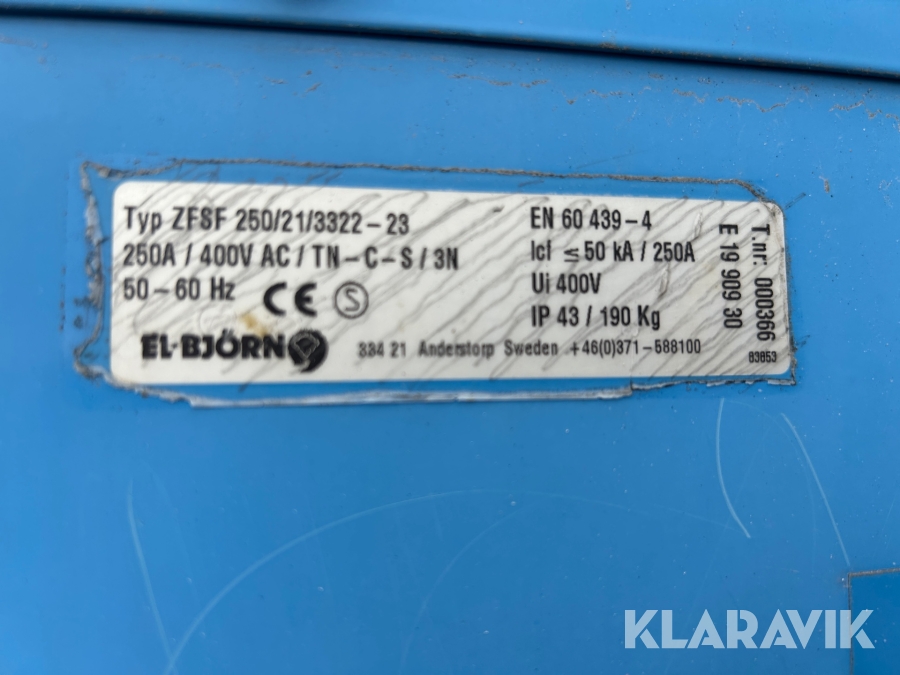 Typ ZFSF 250/21/3322-23
250A / 400V AC / TN-C-S / 3N
50-60 Hz CE S
EL-BJÖRN
EN 60 439-4
Icf ≤ 50 kA / 250A
Ui 400V
IP 43 / 190 Kg
334 21 Anderstorp Sweden +46(0)371-588100
T.nr: 000366
E 19 909 30
83853
KLARAVIK